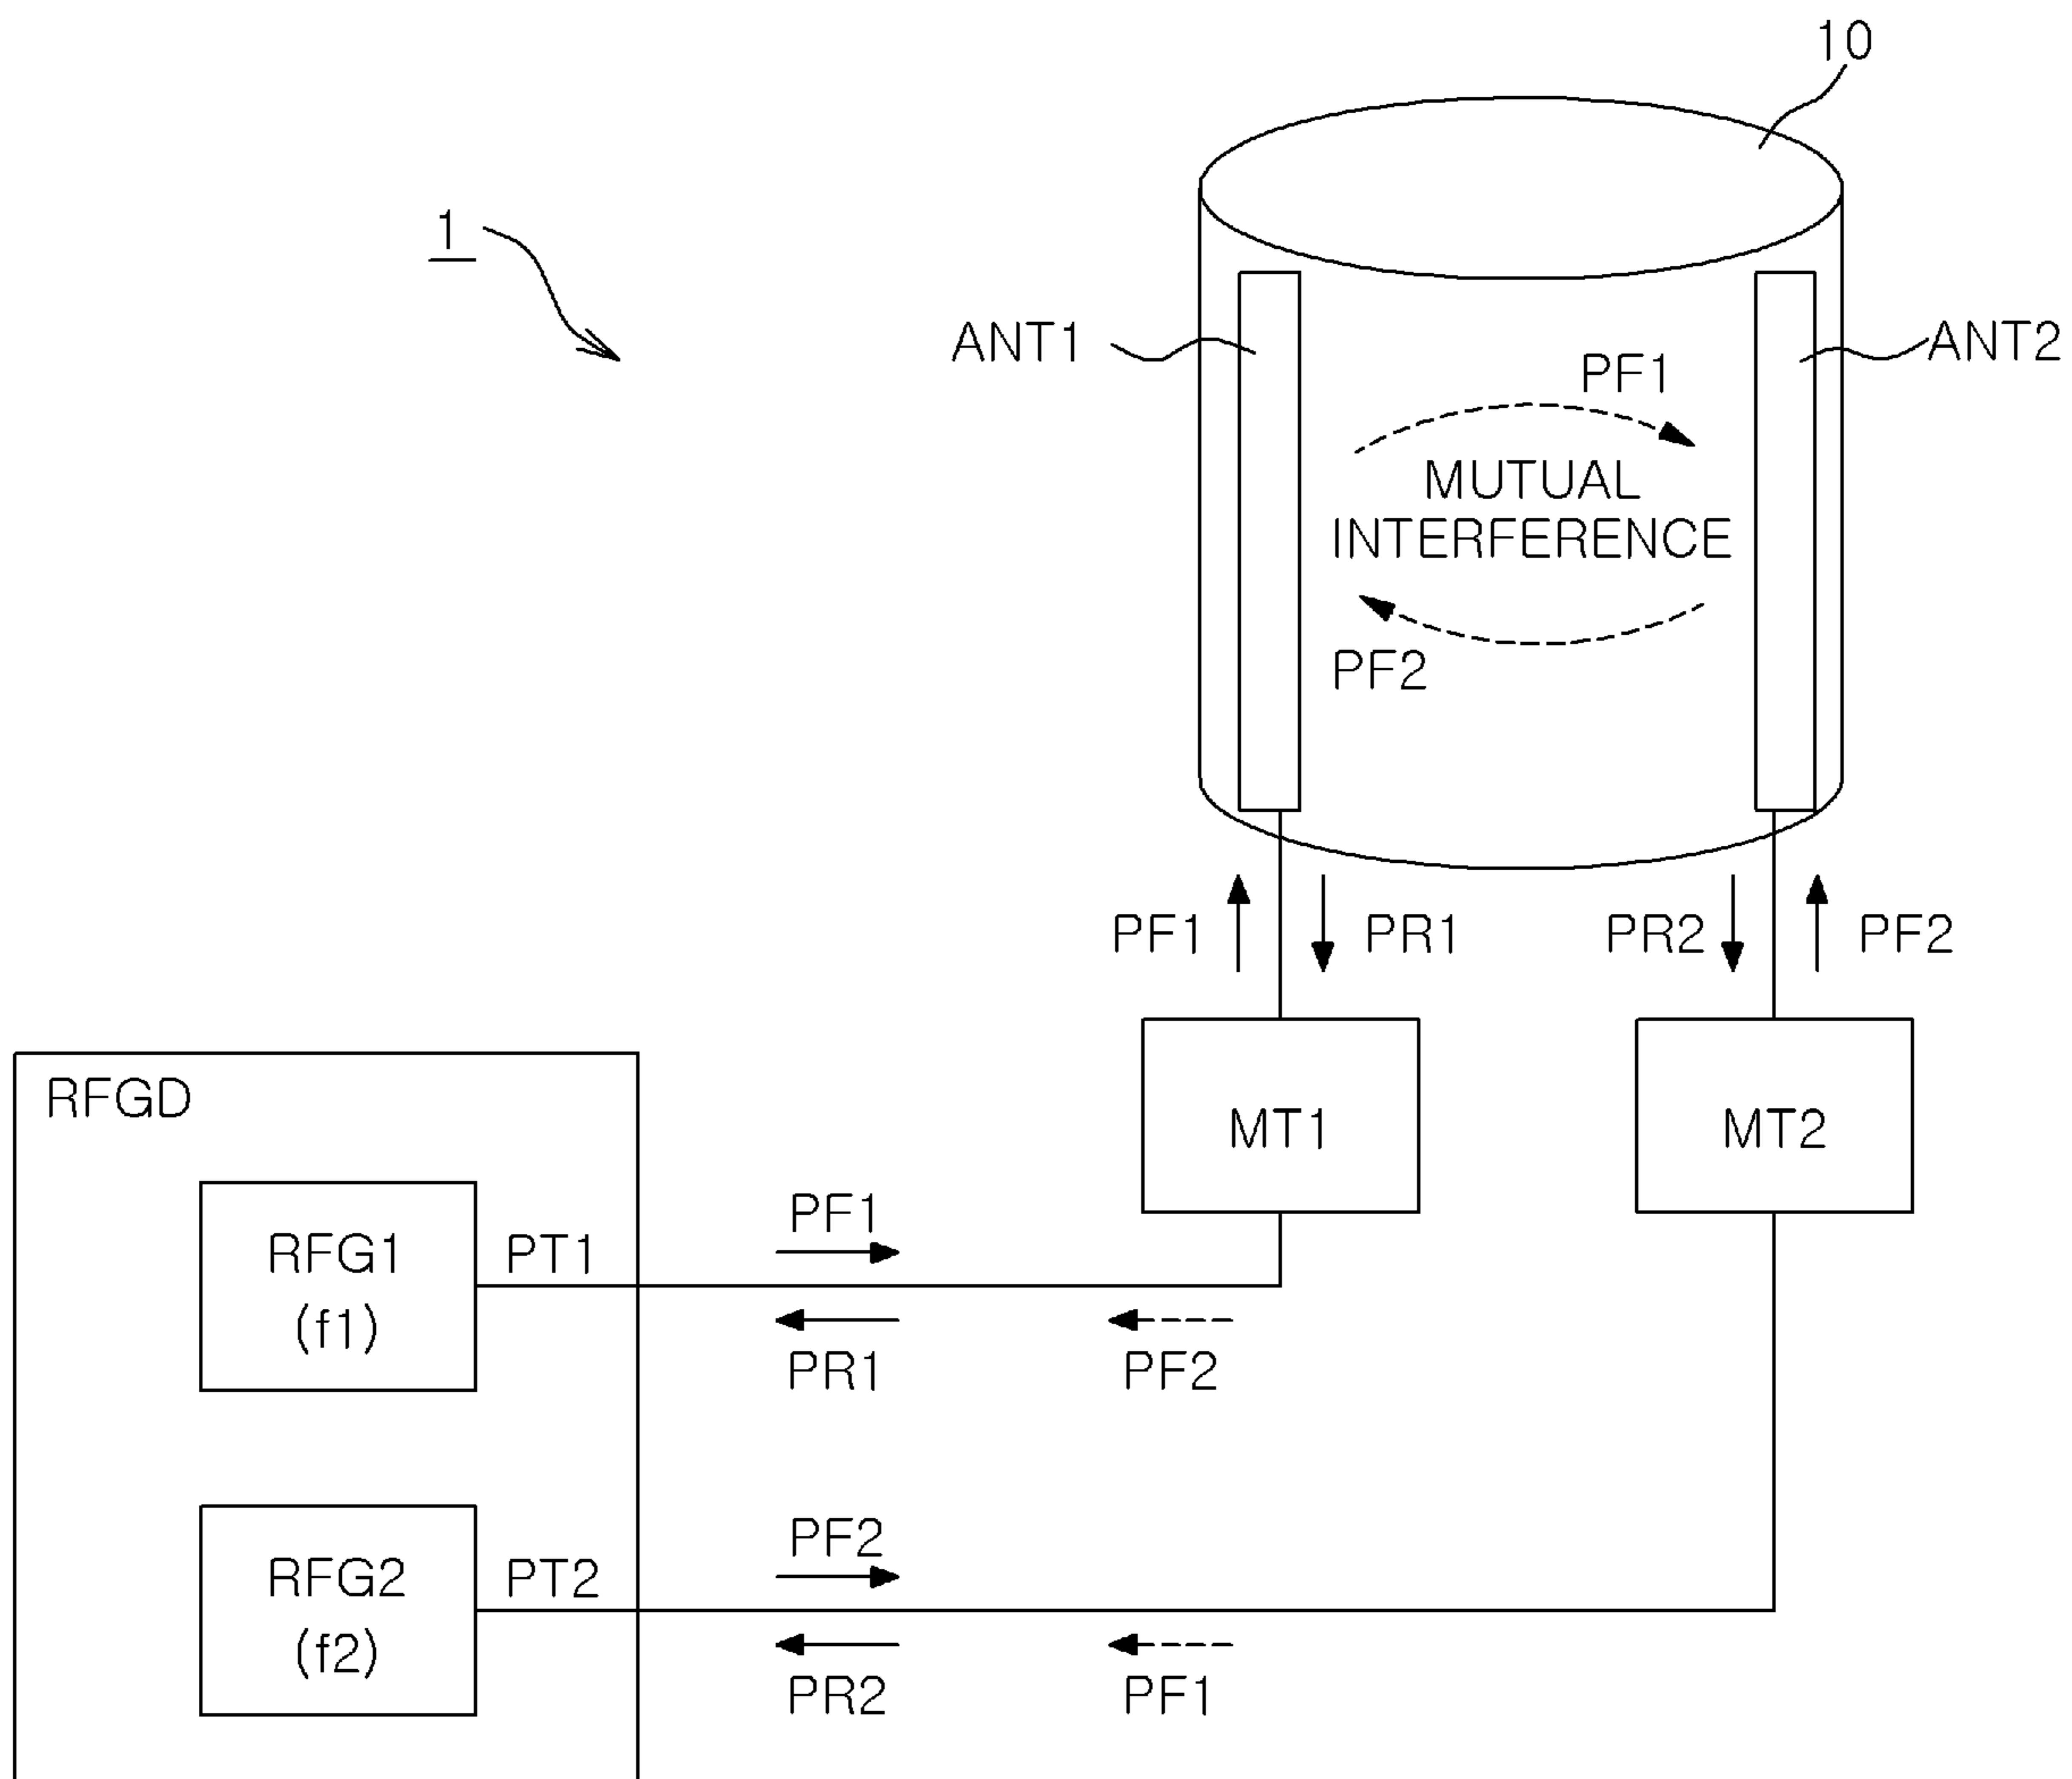 10
1
ANT1
ANT2
PF1
MUTUAL
INTERFERENCE
PF2
PF1
PR1
PR2
PF2
MT1
MT2
RFGD
RFG1
(f1)
PT1
PF1
PR1
PF2
RFG2
(f2)
PT2
PF2
PR2
PF1